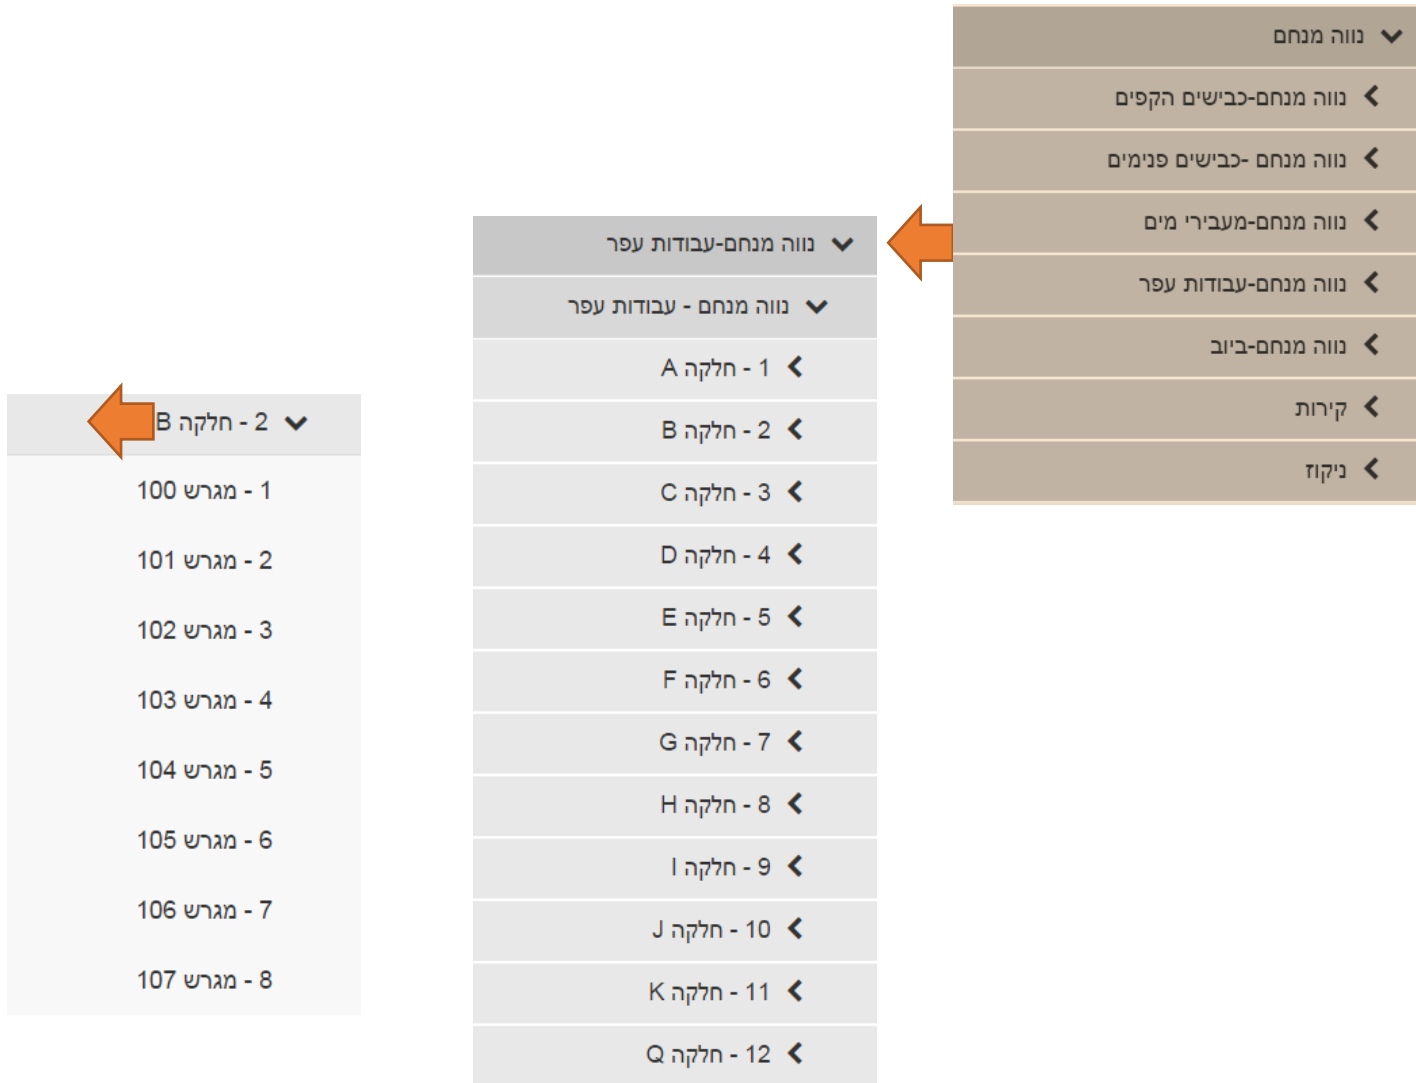 נווה מנחם
נווה מנחם-כבישים הקפים
נווה מנחם -כבישים פנימים
נווה מנחם-מעבירי מים
נווה מנחם-עבודות עפר
נווה מנחם-ביוב
קירות
ניקוז
נווה מנחם-עבודות עפר
נווה מנחם - עבודות עפר
1 - חלקה A
2 - חלקה B
3 - חלקה C
4 - חלקה D
5 - חלקה E
6 - חלקה F
7 - חלקה G
8 - חלקה H
9 - חלקה I
10 - חלקה J
11 - חלקה K
12 - חלקה Q
2 - חלקה B
1 - מגרש 100
2 - מגרש 101
3 - מגרש 102
4 - מגרש 103
5 - מגרש 104
6 - מגרש 105
7 - מגרש 106
8 - מגרש 107